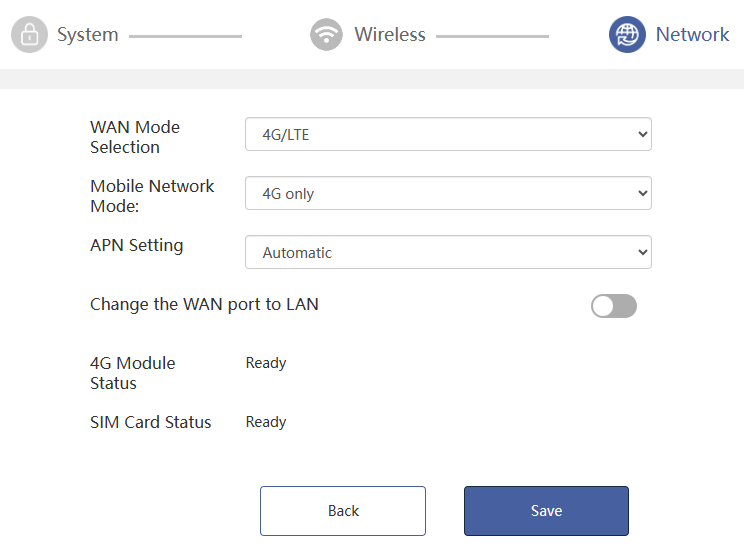 System
Wireless
Network
WAN Mode
Selection
4G/LTE
Mobile Network
Mode:
4G only
APN Setting
Automatic
Change the WAN port to LAN
4G Module
Status
Ready
SIM Card Status
Ready
Back
Save